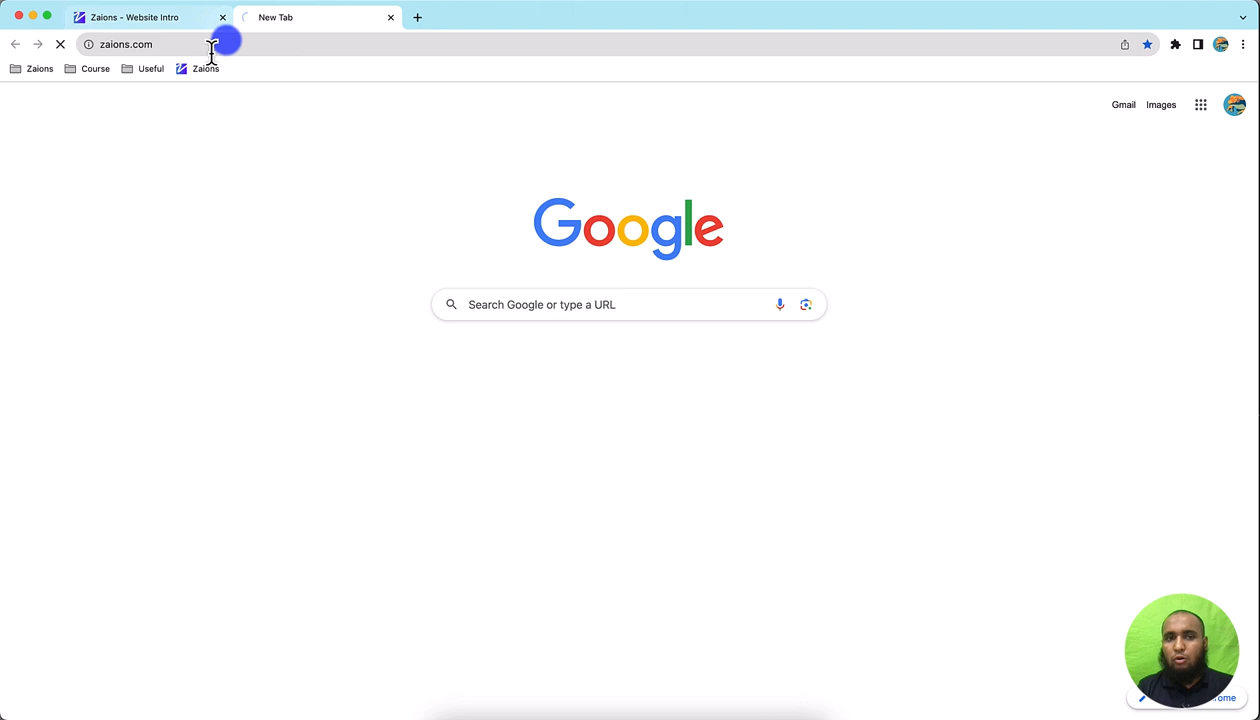 Zaions - Website Intro
New Tab
zaions.com
Zaions
Course
Useful
Zaions
Gmail
Images
Google
Search Google or type a URL